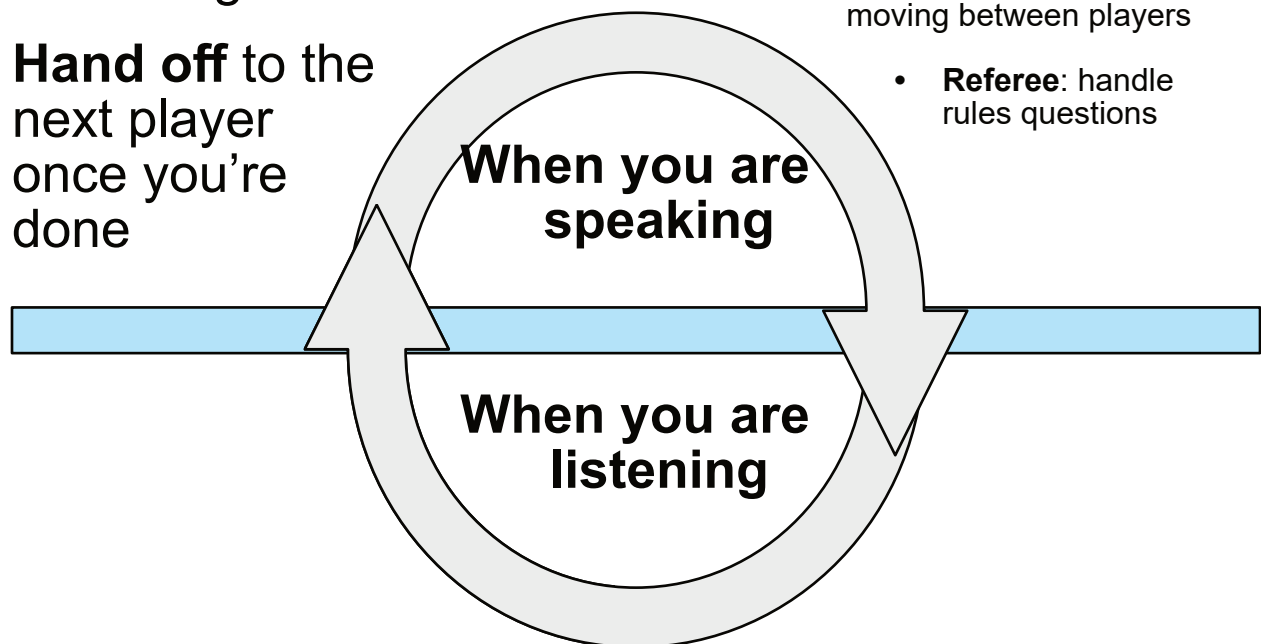 Hand off to the
next player
once you're
done
moving between players
• Referee: handle
rules questions
When you are
speaking
When you are
listening